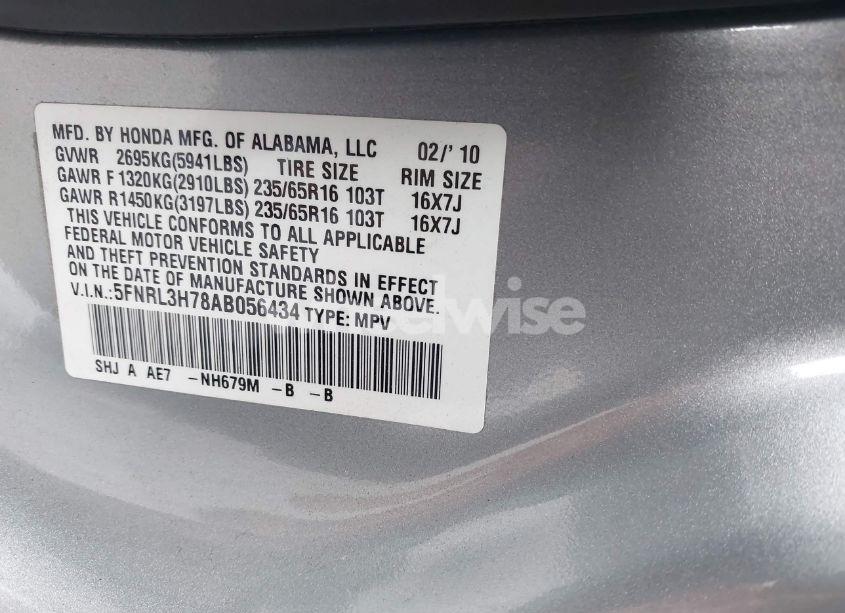 MFD. BY HONDA MFG. OF ALABAMA, LLC 02/' 10
GVWR 2695KG(5941LBS) TIRE SIZE RIM SIZE
GAWR F 1320KG(2910LBS) 235/65R16 103T 16X7J
GAWR R1450KG(3197LBS) 235/65R16 103T 16X7J
THIS VEHICLE CONFORMS TO ALL APPLICABLE
FEDERAL MOTOR VEHICLE SAFETY
AND THEFT PREVENTION STANDARDS IN EFFECT
ON THE DATE OF MANUFACTURE SHOWN ABOVE.
V.I.N.:5FNRL3H78AB056434 TYPE: MPV
SHJ A AE7 -NH679M -B -B